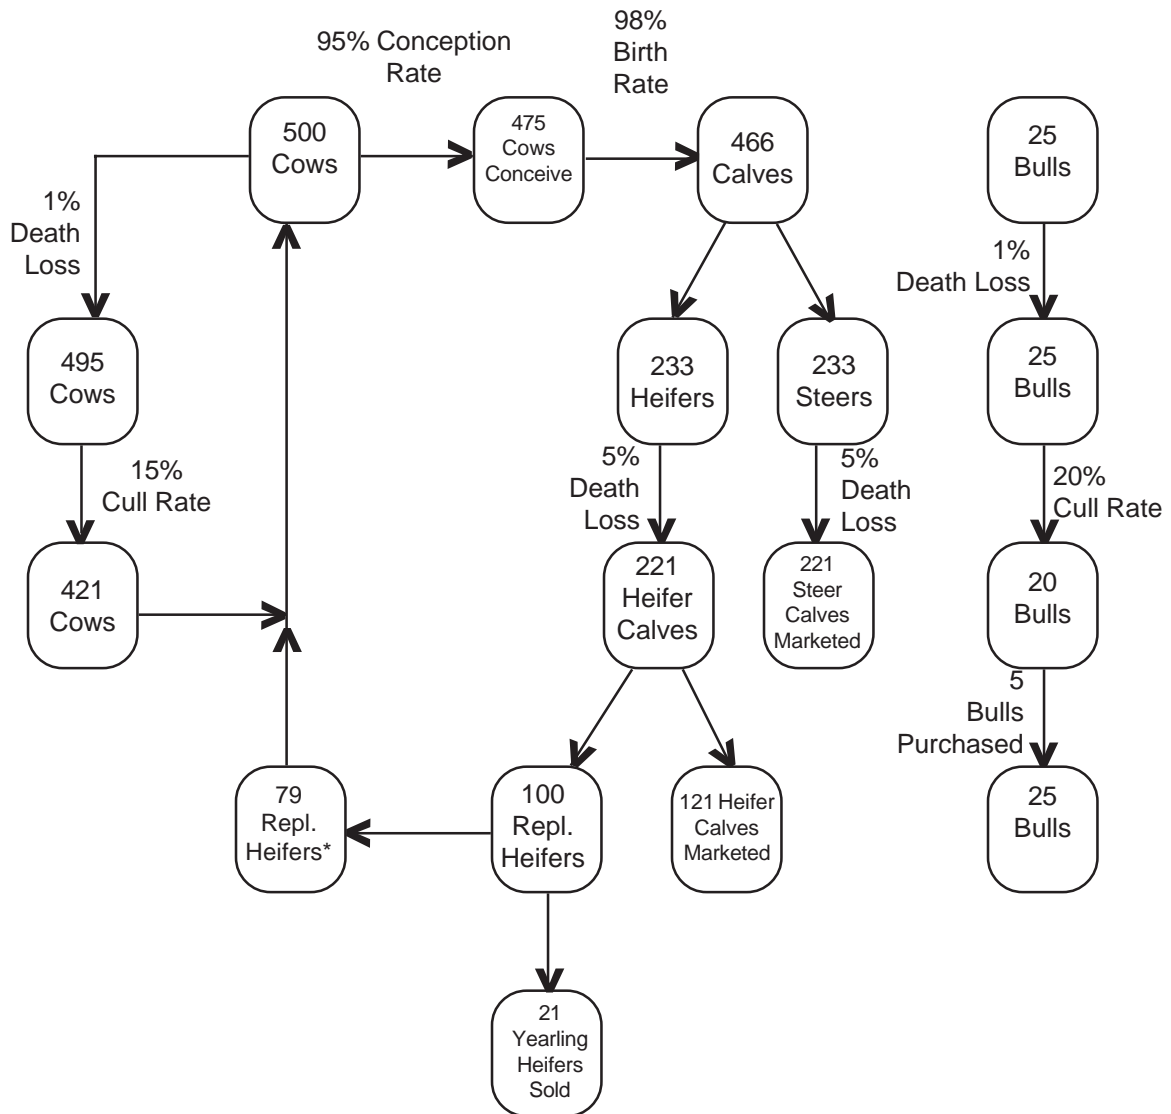 95% Conception
Rate
98%
Birth
Rate
500
Cows
475
Cows
Conceive
466
Calves
25
Bulls
1%
Death
Loss
1%
Death Loss
495
Cows
233
Heifers
233
Steers
25
Bulls
15%
Cull Rate
5%
Death
Loss
5%
Death
Loss
20%
Cull Rate
421
Cows
221
Heifer
Calves
221
Steer
Calves
Marketed
20
Bulls
5
Bulls
Purchased
79
Repl.
Heifers*
100
Repl.
Heifers
121 Heifer
Calves
Marketed
25
Bulls
21
Yearling
Heifers
Sold